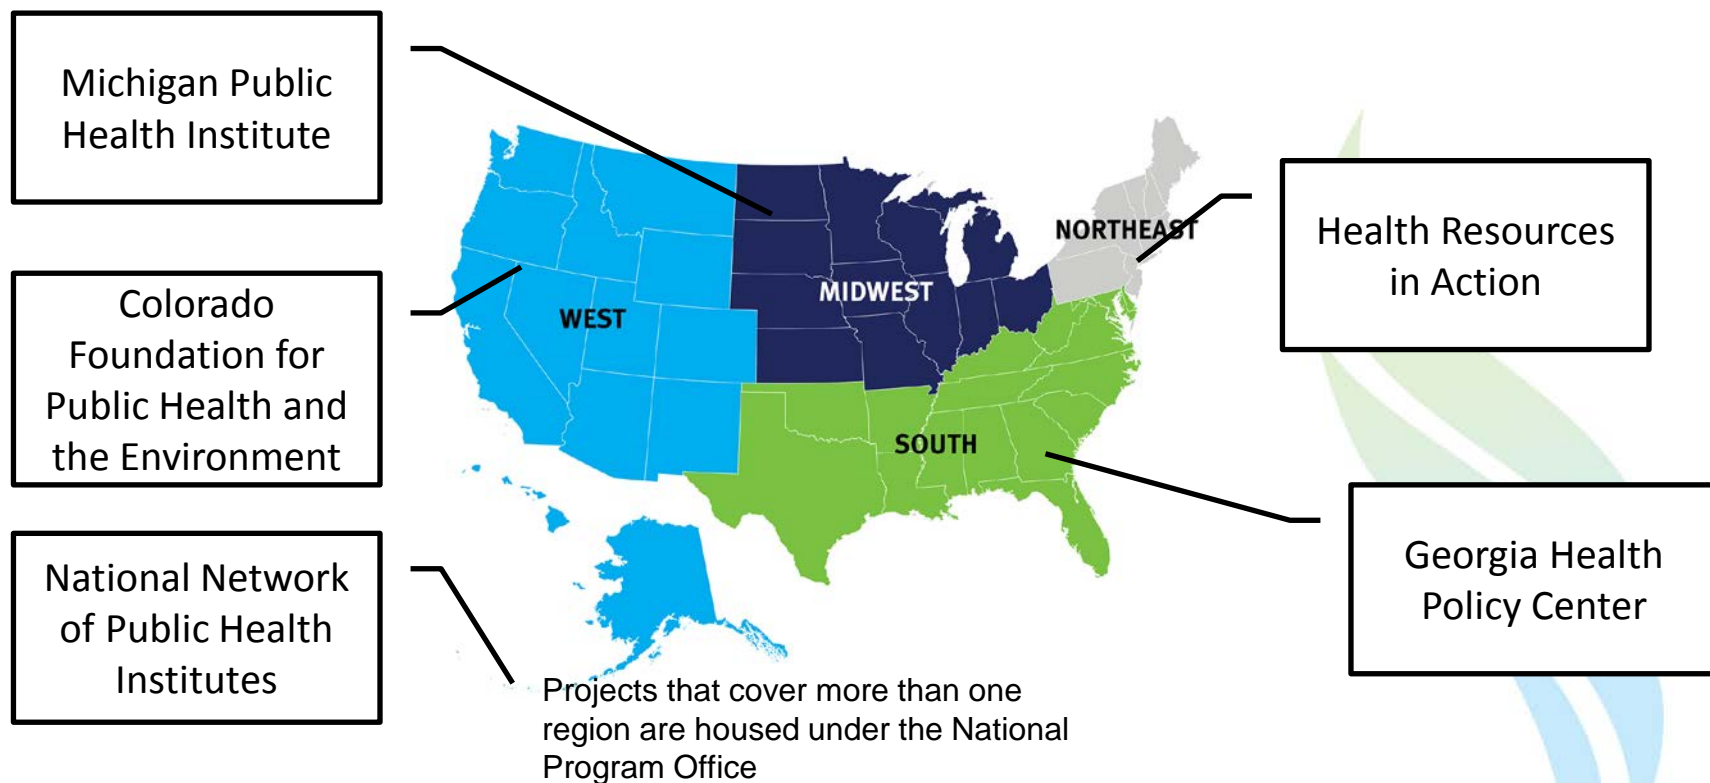 Michigan Public
Health Institute
Colorado
Foundation for
Public Health and
the Environment
National Network
of Public Health
Institutes
WEST
MIDWEST
NORTHEAST
SOUTH
Projects that cover more than one
region are housed under the National
Program Office
Health Resources
in Action
Georgia Health
Policy Center